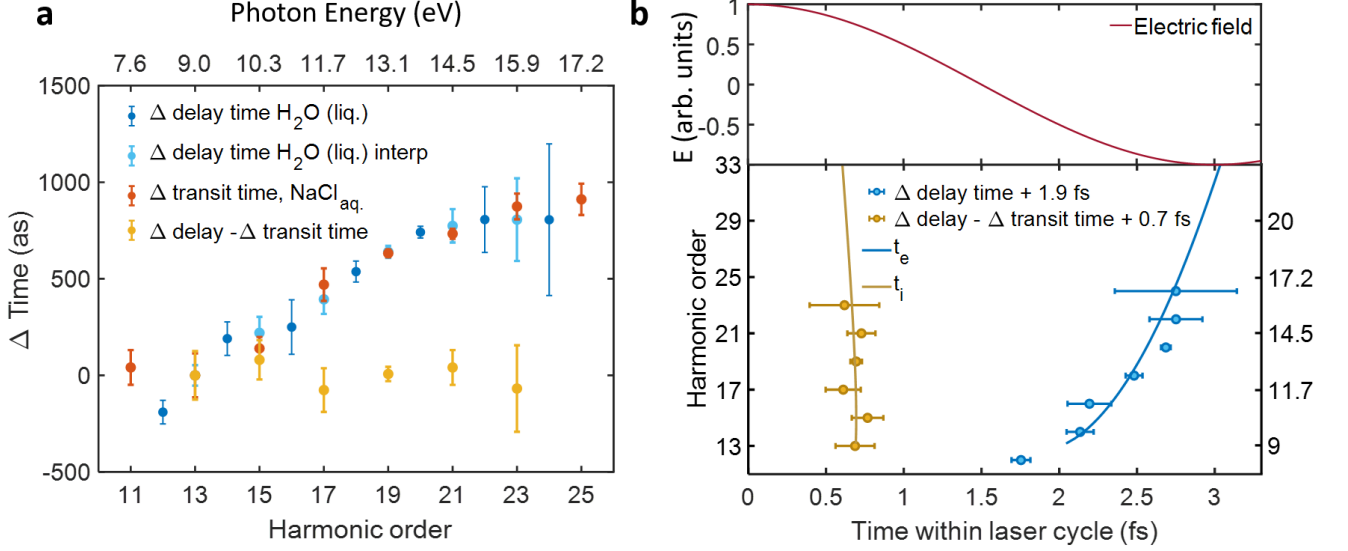 a
Photon Energy (eV)
7.6 9.0 10.3 11.7 13.1 14.5 15.9 17.2
1500
1000
500
0
-500
Δ Time (as)
Δ delay time H2O (liq.)
Δ delay time H2O (liq.) interp
Δ transit time, NaClaq.
Δ delay - Δ transit time
11 13 15 17 19 21 23 25
Harmonic order
b
E (arb. units)
1
0.5
0
-0.5
Electric field
33
29
25
21
17
13
Harmonic order
Δ delay time + 1.9 fs
Δ delay - Δ transit time + 0.7 fs
te
ti
20
17.2
14.5
11.7
9
0 0.5 1 1.5 2 2.5 3
Time within laser cycle (fs)